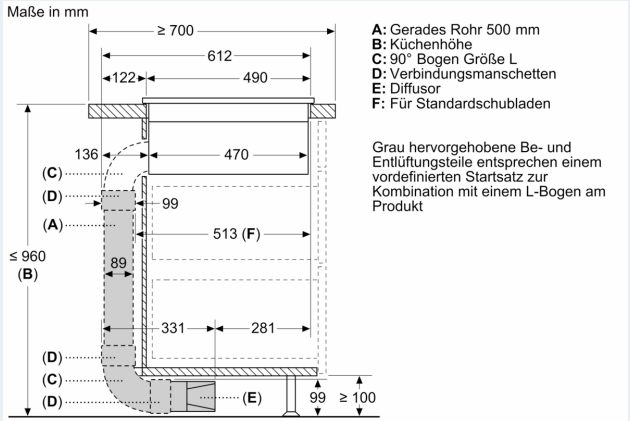 Maße in mm
≥ 700
612
122
490
A: Gerades Rohr 500 mm
B: Küchenhöhe
C: 90° Bogen Größe L
D: Verbindungsmanschetten
E: Diffusor
F: Für Standardschubladen
Grau hervorgehobene Be- und
Entlüftungsteile entsprechen einem
vordefinierten Startsatz zur
Kombination mit einem L-Bogen am
Produkt
136
470
(C)
(D)
99
(A)
513 (F)
≤ 960
(B)
89
331
281
(D)
(C)
(D)
(E)
99
≥ 100